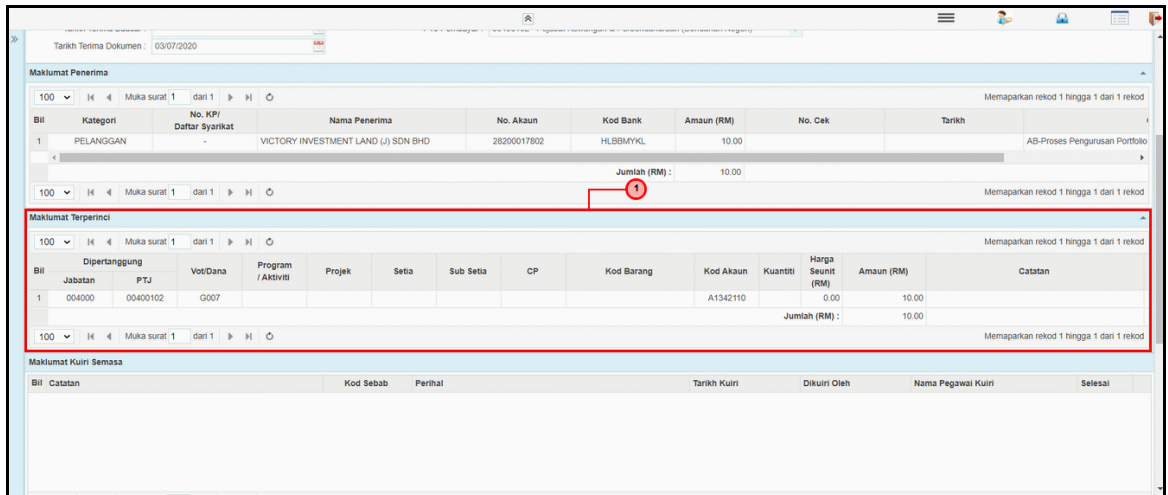 Tarikh Terima Dokumen : 03/07/2020
Maklumat Penerima
100 Muka surat 1 dari 1 Memaparkan rekod 1 hingga 1 dari 1 rekod
Bil Kategori No. KP/ Daftar Syarikat Nama Penerima No. Akaun Kod Bank Amaun (RM) No. Cek Tarikh
1 PELANGGAN - VICTORY INVESTMENT LAND (J) SDN BHD 28200017802 HLBBMYKL 10.00 AB-Proses Pengurusan Portfolio
Jumlah (RM) : 10.00
1
100 Muka surat 1 dari 1 Memaparkan rekod 1 hingga 1 dari 1 rekod
Maklumat Terperinci
100 Muka surat 1 dari 1 Memaparkan rekod 1 hingga 1 dari 1 rekod
Bil Dipertanggung Jabatan PTJ Vot/Dana Program / Aktiviti Projek Setia Sub Setia CP Kod Barang Kod Akaun Kuantiti Harga Seunit (RM) Amaun (RM) Catatan
1 004000 00400102 G007 A1342110 0.00 10.00
Jumlah (RM) : 10.00
100 Muka surat 1 dari 1 Memaparkan rekod 1 hingga 1 dari 1 rekod
Maklumat Kuiri Semasa
Bil Catatan Kod Sebab Perihal Tarikh Kuiri Dikuiri Oleh Nama Pegawai Kuiri Selesai